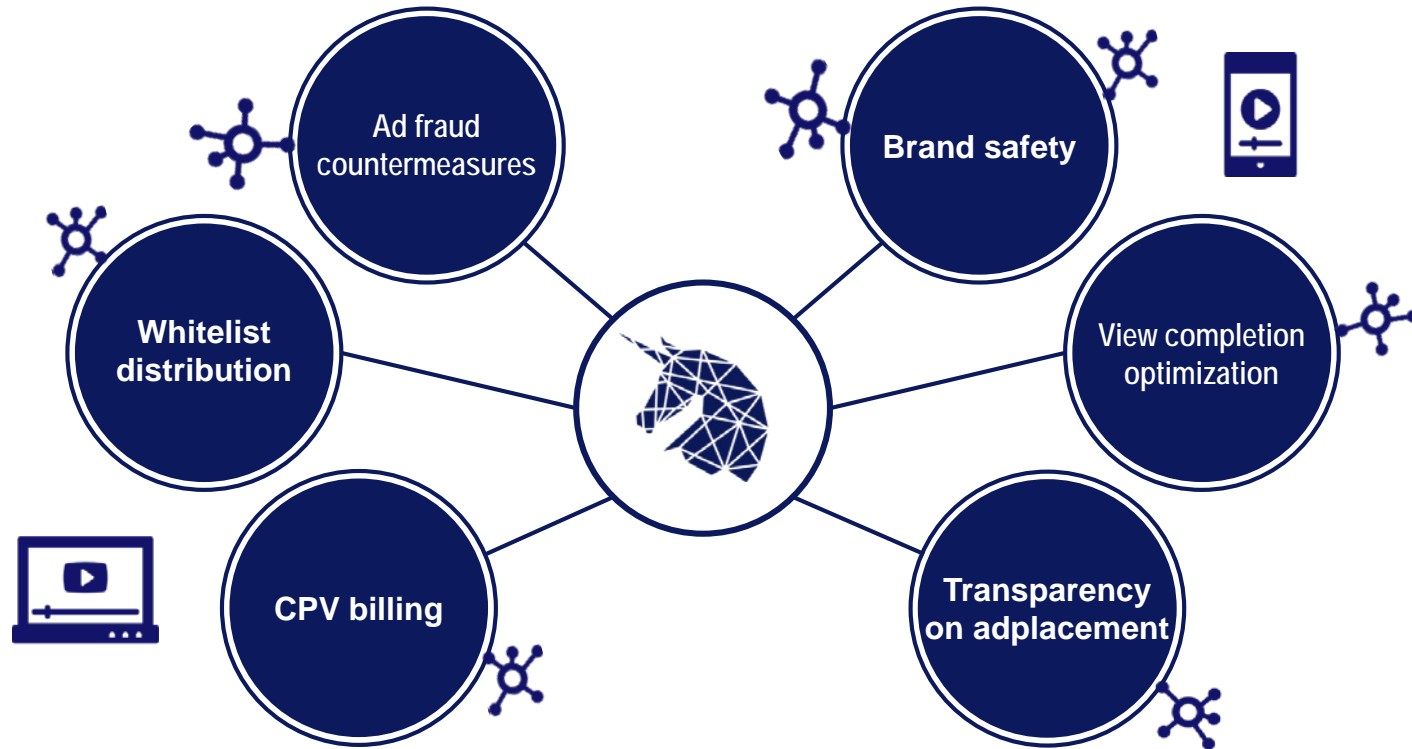 Ad fraud
countermeasures
Brand safety
Whitelist
distribution
View completion
optimization
CPV billing
Transparency
on adplacement